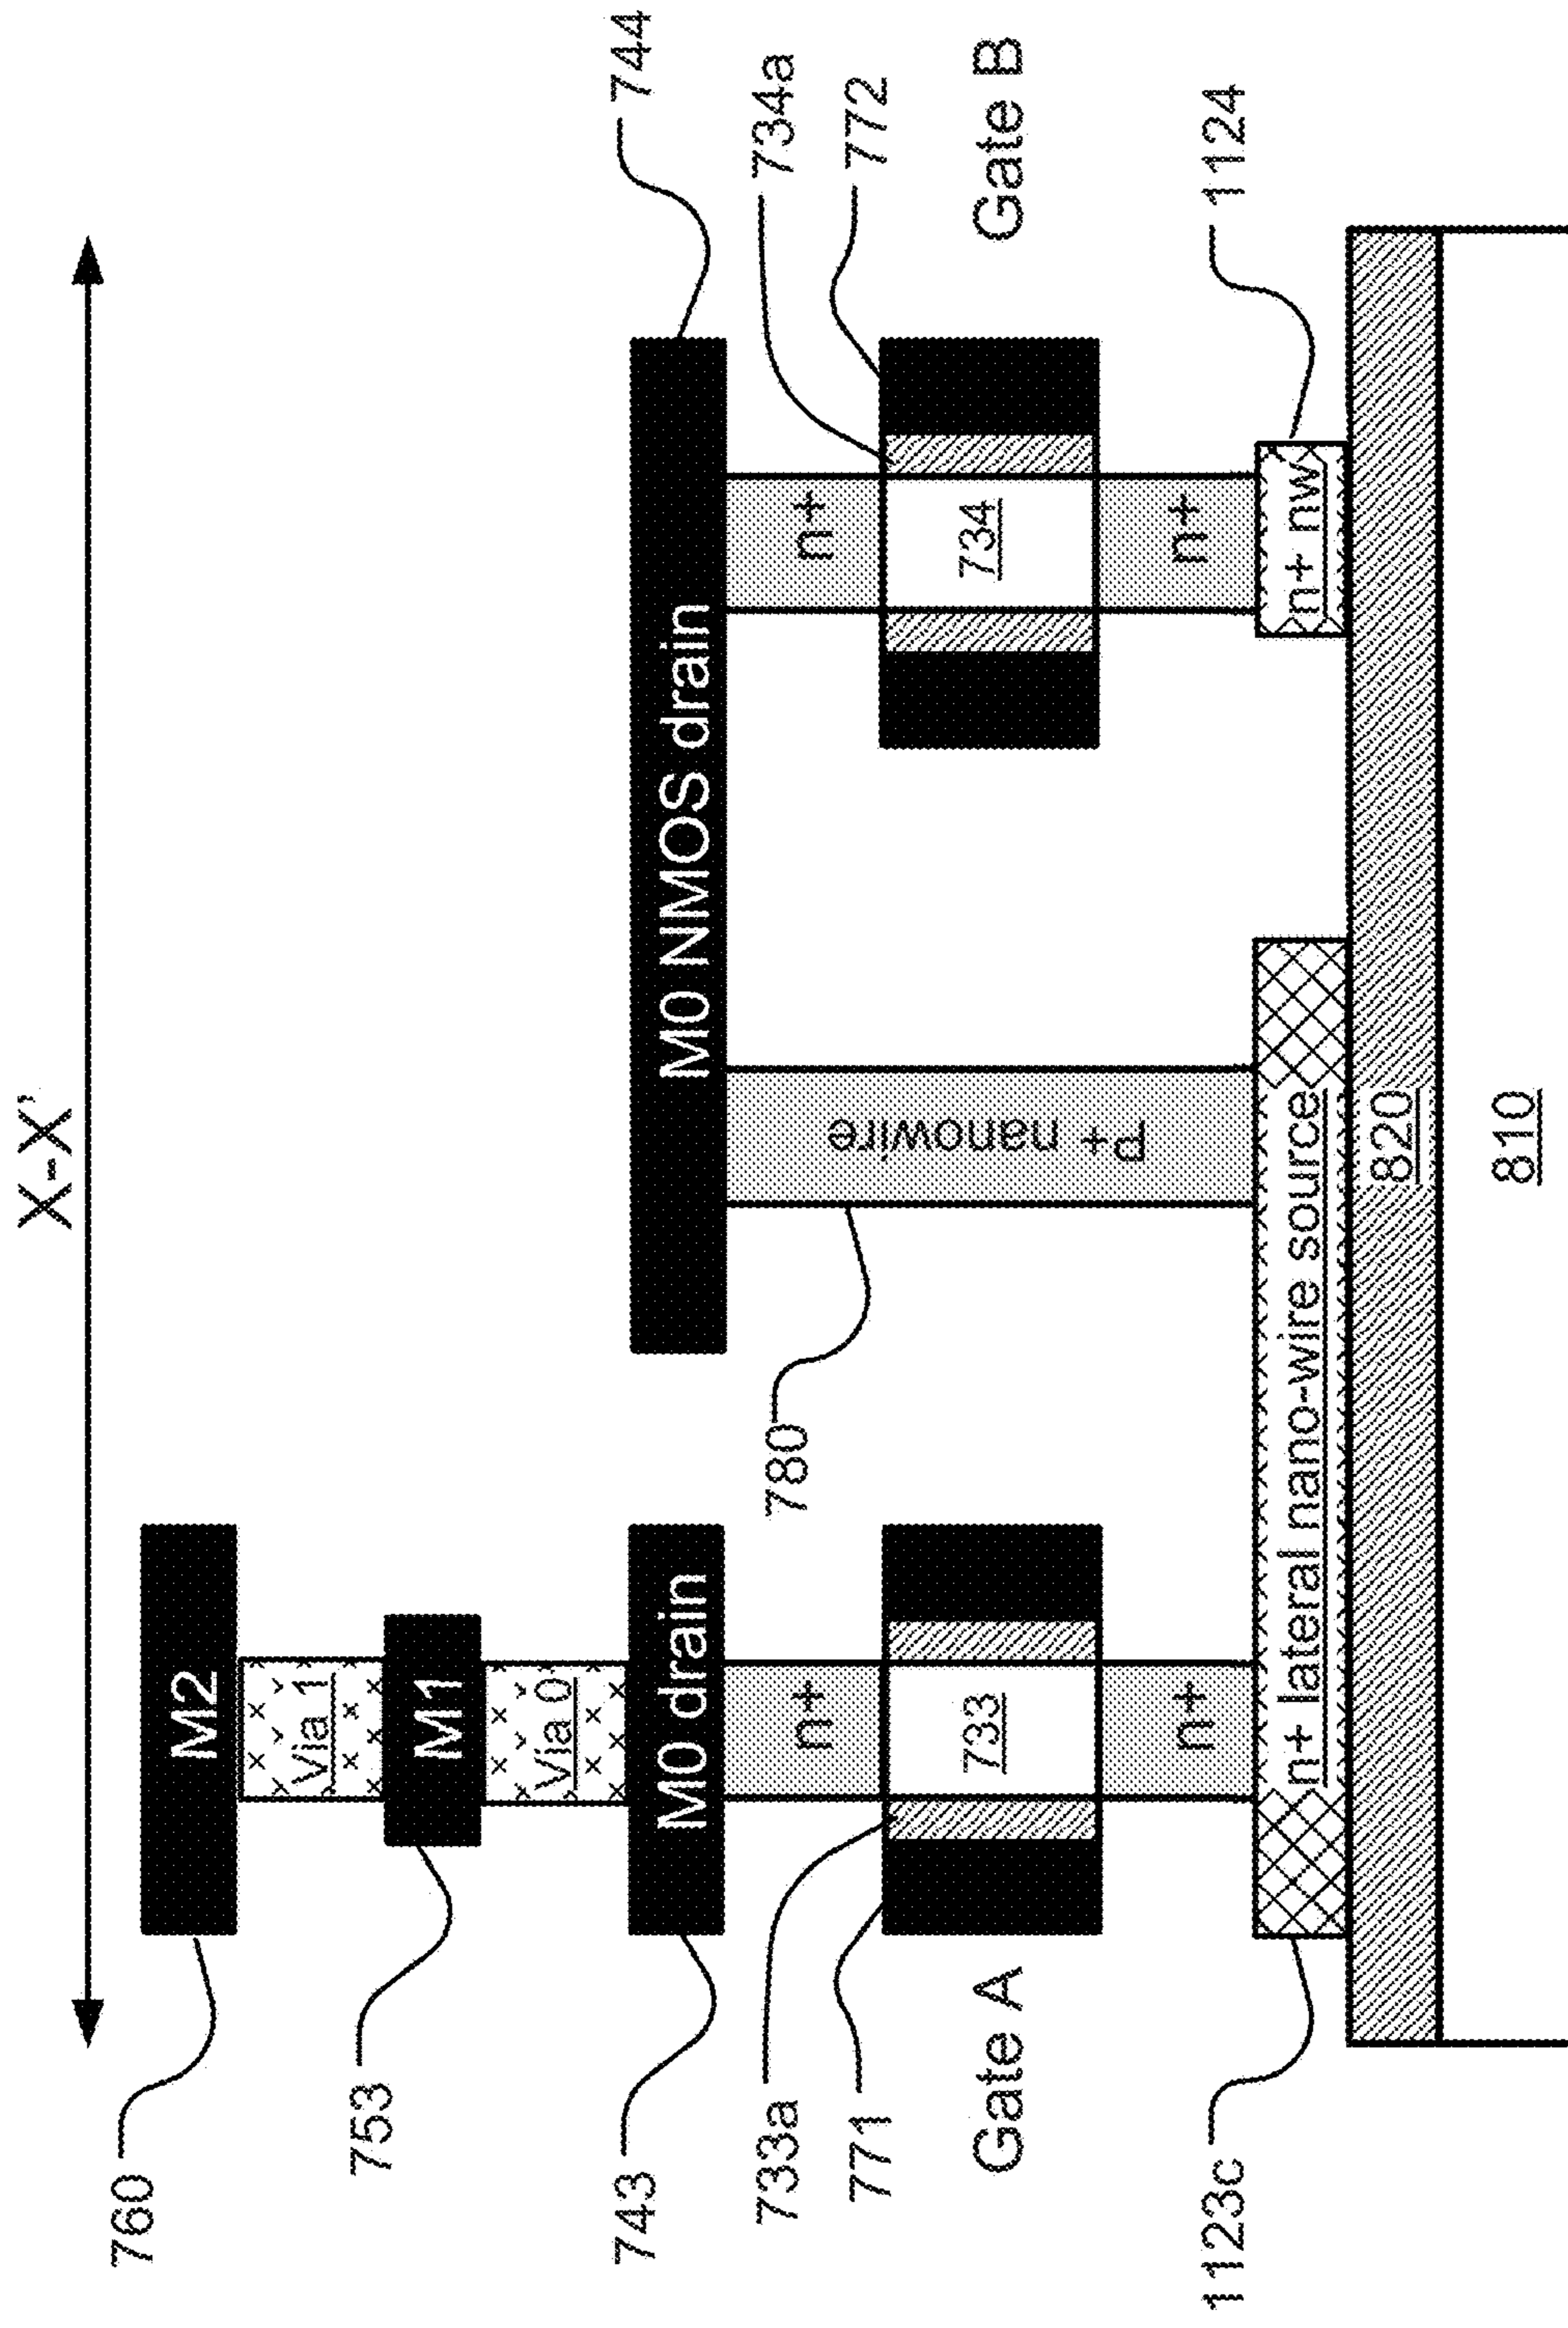 X-X'
760
M2
Via 1
753
M1
Via 0
743
M0 drain
M0 NMOS drain
744
733a
n+
780
n+
734a
771
772
Gate A
733
P+ nanowire
734
Gate B
n+
n+
1123c
n+ lateral nano-wire source
n+ nw
1124
820
810